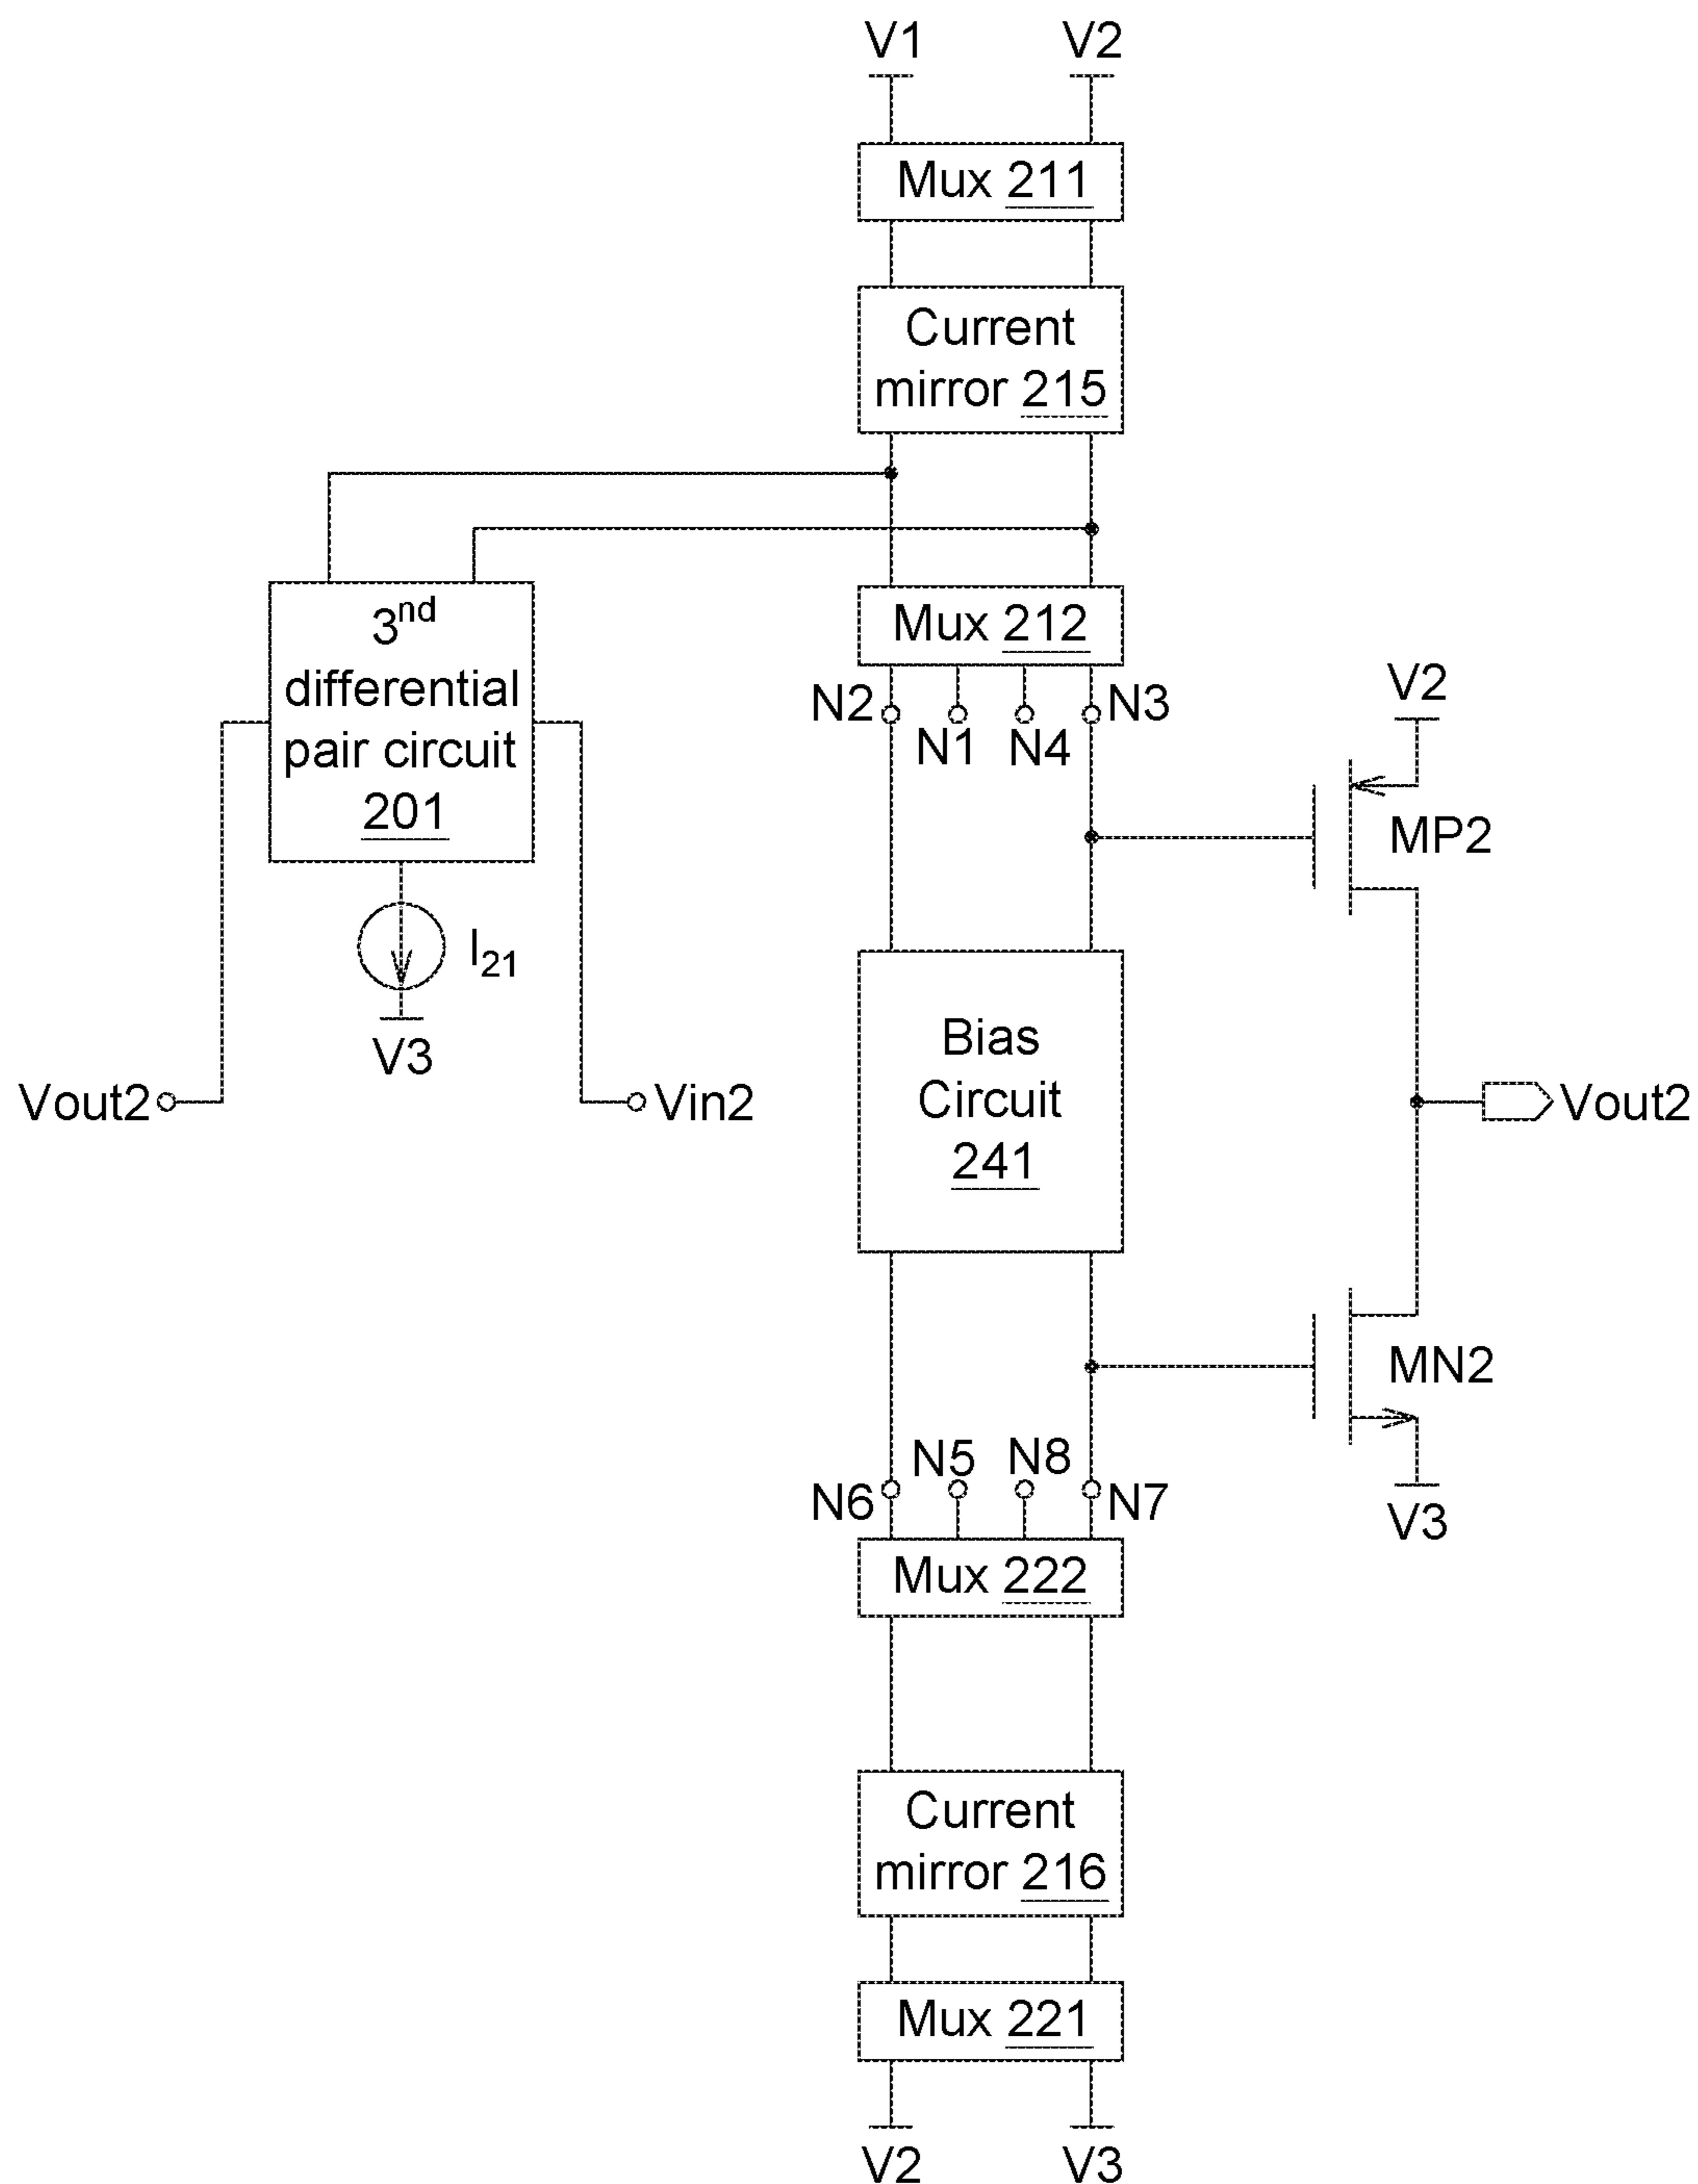 V1 V2
Mux 211
Current
mirror 215
3nd
differential
pair circuit
201
Mux 212
N2 N3
N1 N4
V2
MP2
I21
V3
Vout2 Vin2
Bias
Circuit
241
Vout2
MN2
N5 N8
N6 N7
V3
Mux 222
Current
mirror 216
Mux 221
V2 V3